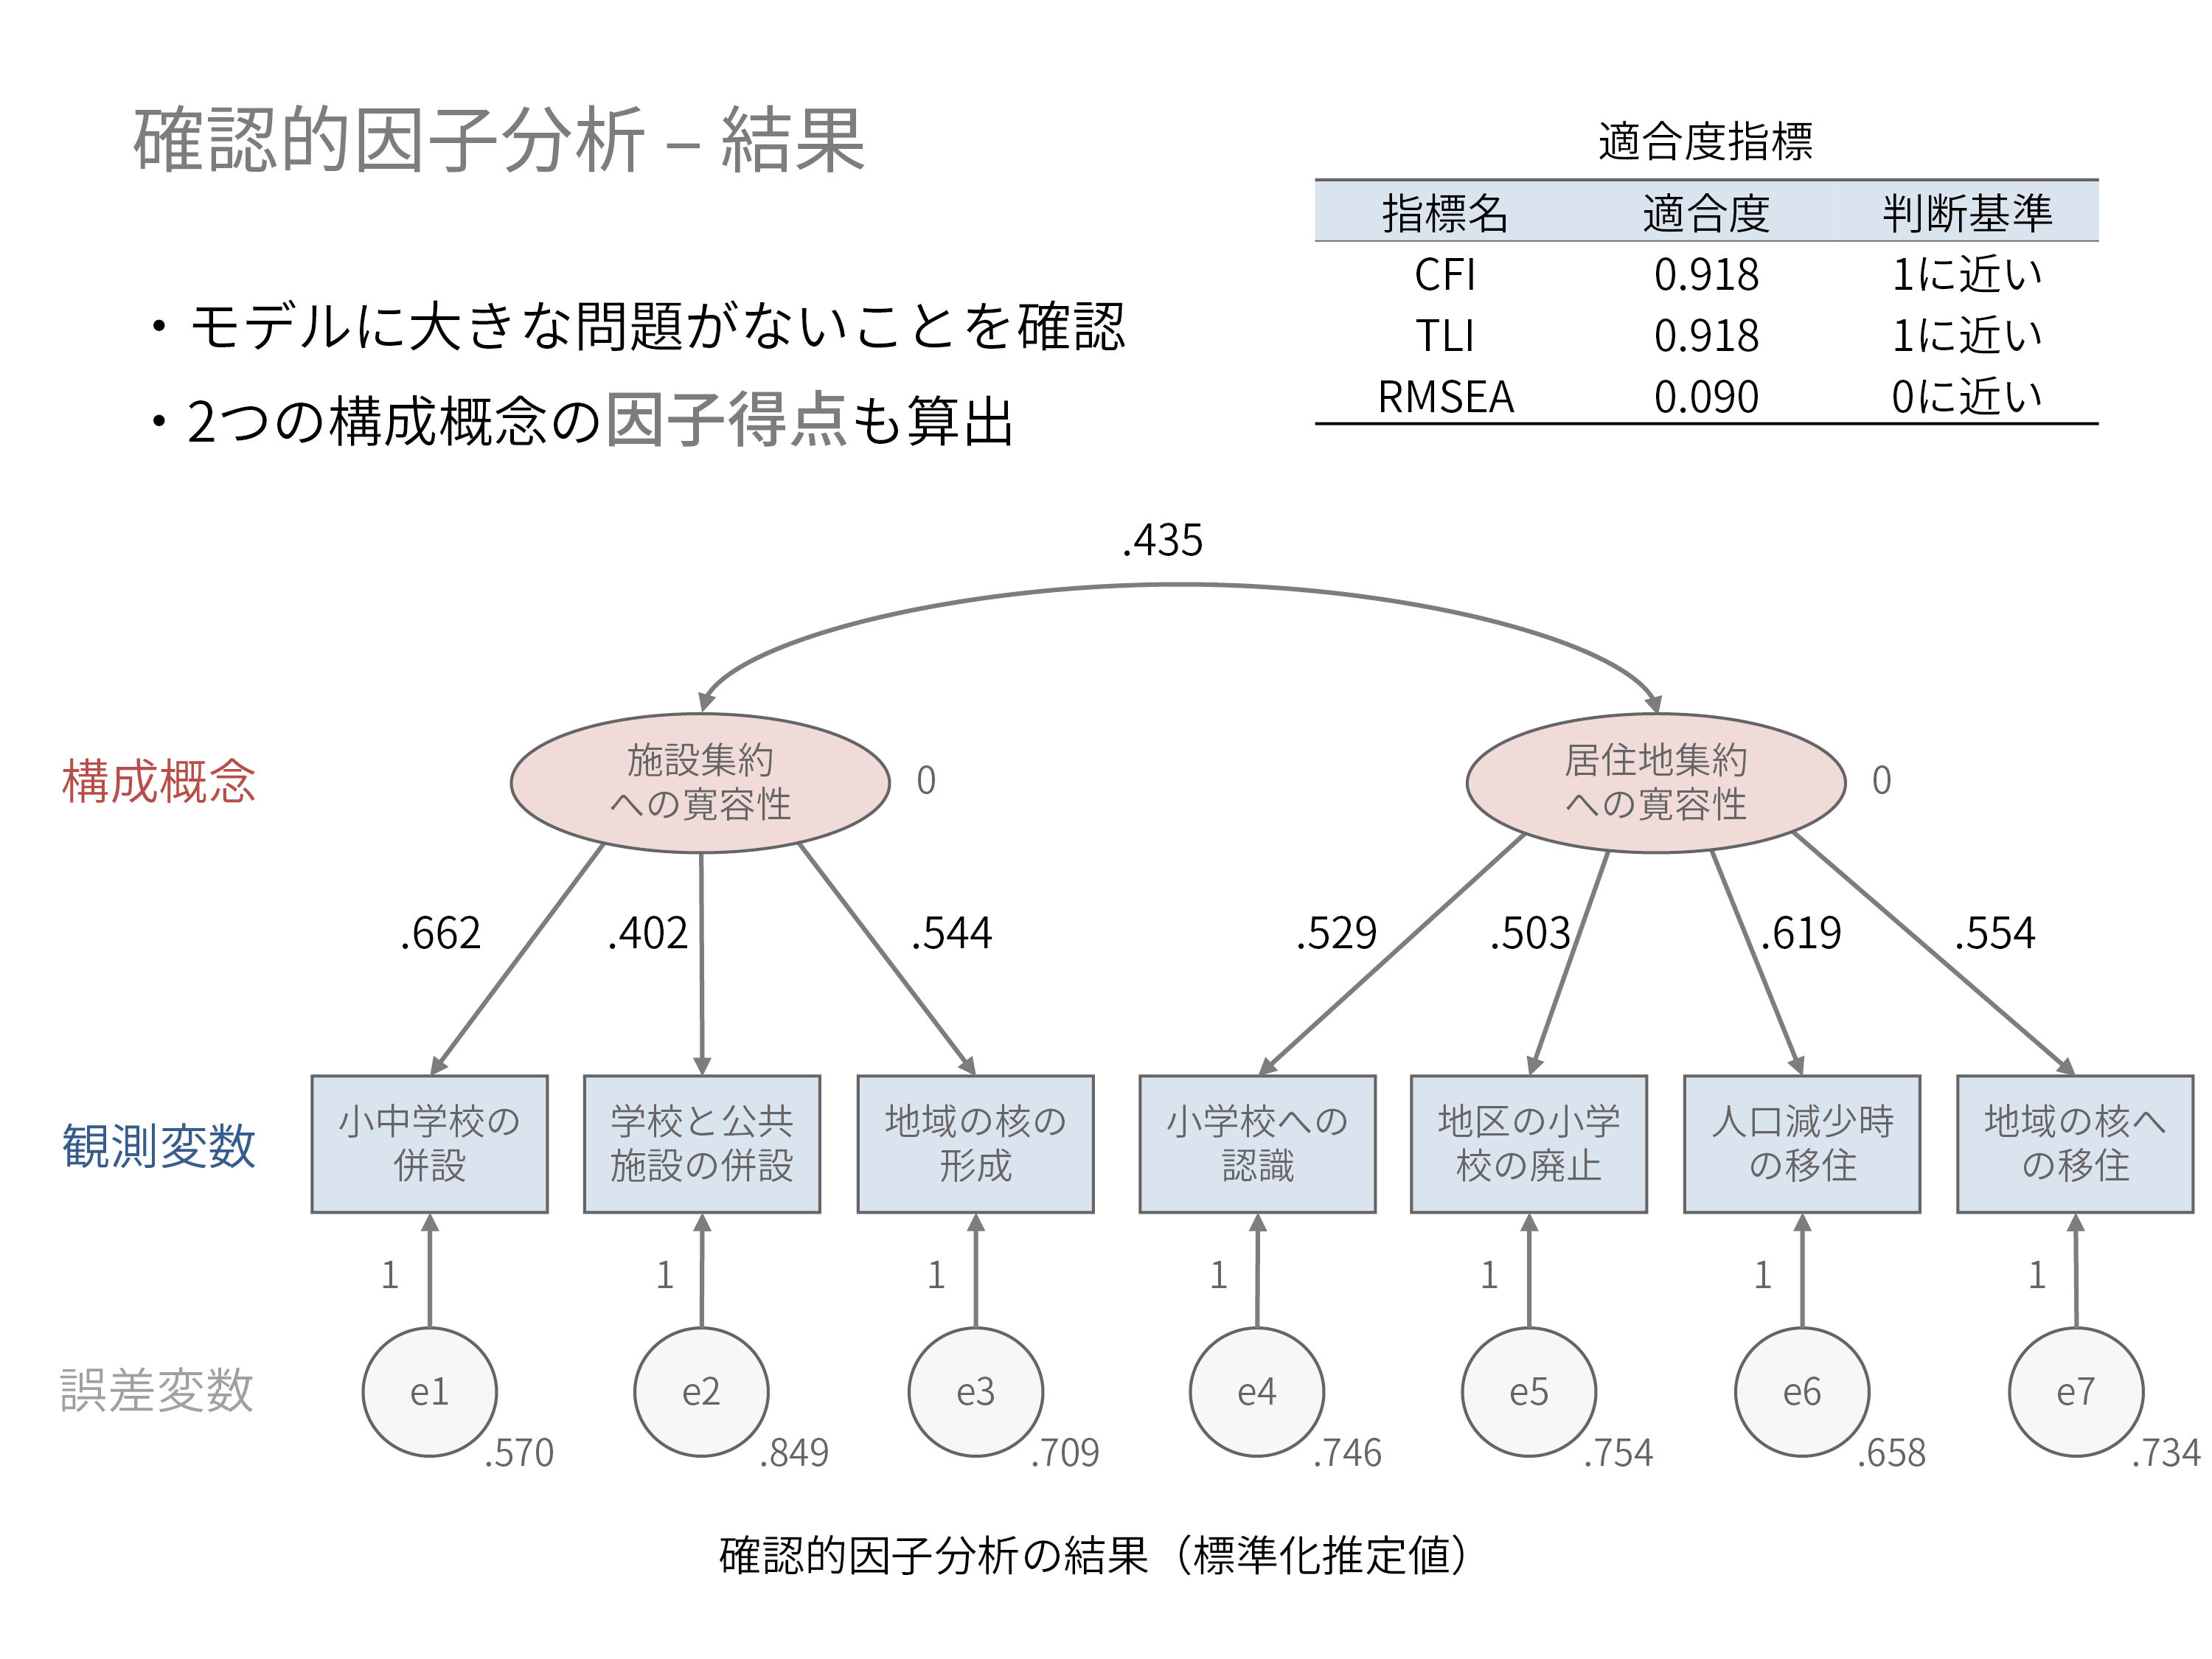 確認的因子分析 – 結果
・モデルに大きな問題がないことを確認
・2つの構成概念の因子得点も算出
適合度指標
指標名 適合度 判断基準
CFI 0.918 1に近い
TLI 0.918 1に近い
RMSEA 0.090 0に近い
.435
構成概念
施設集約
への寛容性
0
居住地集約
への寛容性
0
.662 .402 .544 .529 .503 .619 .554
観測変数
小中学校の
併設
学校と公共
施設の併設
地域の核の
形成
小学校への
認識
地区の小学
校の廃止
人口減少時
の移住
地域の核へ
の移住
1 1 1 1 1 1 1
誤差変数
e1 e2 e3 e4 e5 e6 e7
.570 .849 .709 .746 .754 .658 .734
確認的因子分析の結果（標準化推定値）